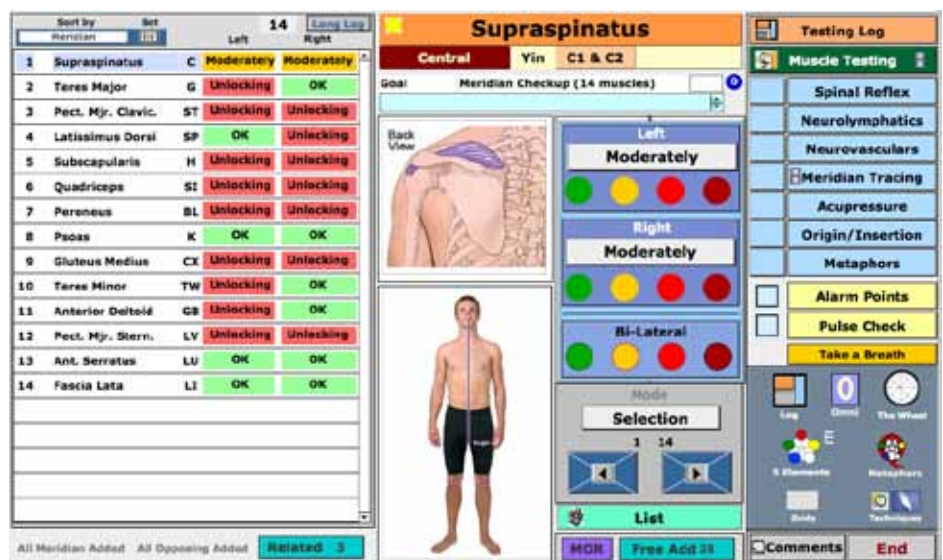 Sort by Set 14 Long Log
Meridian Left Right
1 Supraspinatus C Moderately Moderately
2 Teres Major G Unlocking OK
3 Pect. Mjr. Clavic. ST Unlocking Unlocking
4 Latissimus Dorsi SP OK Unlocking
5 Subscapularis H Unlocking Unlocking
6 Quadriceps SI Unlocking Unlocking
7 Peroneus BL Unlocking Unlocking
8 Psoas K OK OK
9 Gluteus Medius CX Unlocking Unlocking
10 Teres Minor TW Unlocking OK
11 Anterior Deltoid GB Unlocking OK
12 Pect. Mjr. Stern. LV Unlocking Unlocking
13 Ant. Serratus LU OK OK
14 Fascia Lata LI OK OK
All Meridian Added All Opposing Added Related 3
Supraspinatus
Central Yin C1 & C2
Goal Meridian Checkup (14 muscles)
Back
View
Left
Moderately
Right
Moderately
Bi-Lateral
Mode
Selection
1 14
List
MOR Free Add
Testing Log
Muscle Testing
Spinal Reflex
Neurolymphatics
Neurovasculars
Meridian Tracing
Acupressure
Origin/Insertion
Metaphors
Alarm Points
Pulse Check
Take a Breath
Log Omni The Wheel
E
5 Elements Metaphors
Body Techniques
Comments End